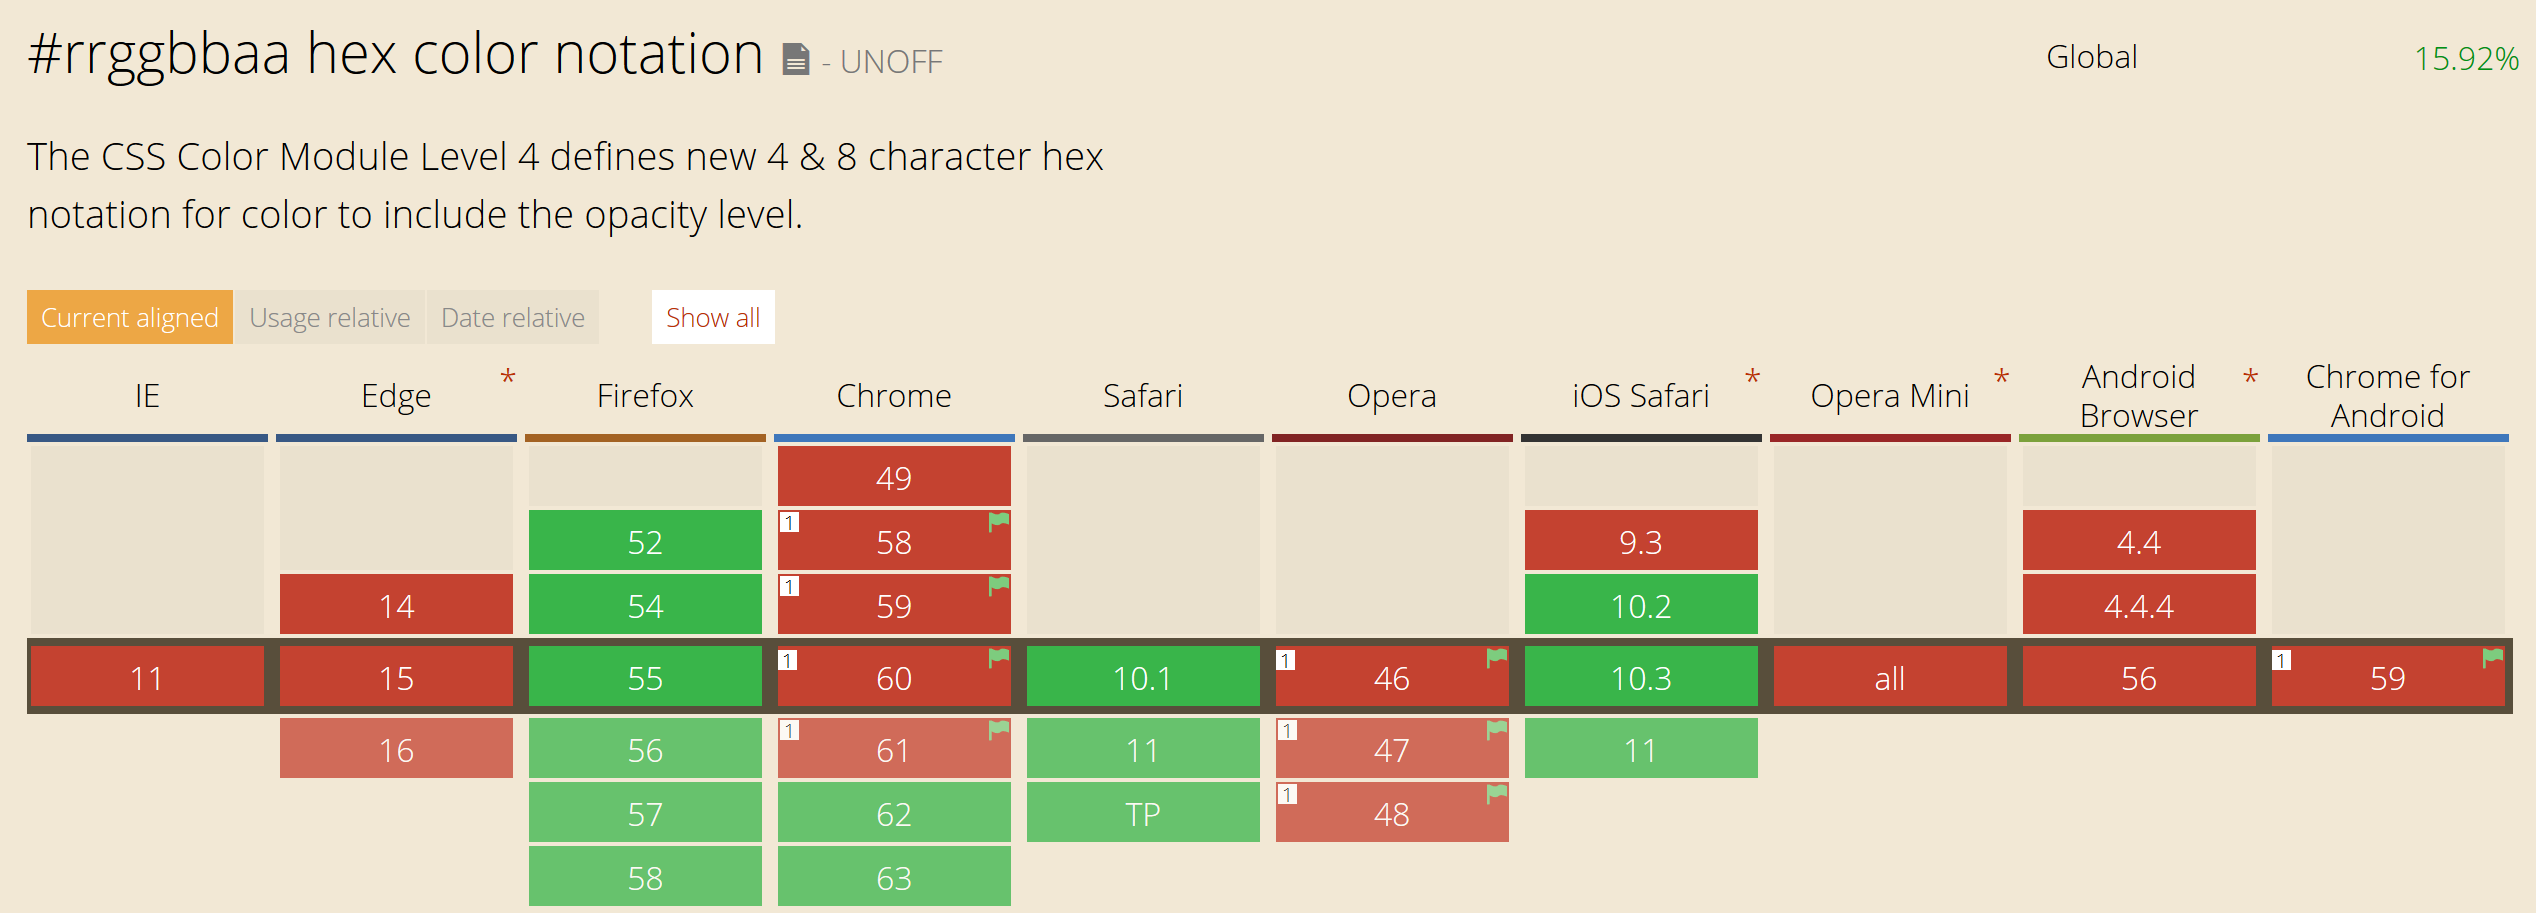 #rrggbbaa hex color notation - UNOFF
Global 15.92%
The CSS Color Module Level 4 defines new 4 & 8 character hex
notation for color to include the opacity level.
Current aligned Usage relative Date relative Show all
IE Edge * Firefox Chrome Safari Opera iOS Safari * Opera Mini * Android Browser * Chrome for Android
49
52 1 58 9.3 4.4
14 54 1 59 10.2 4.4.4
11 15 55 1 60 10.1 1 46 10.3 all 56 1 59
16 56 1 61 11 1 47 11
57 62 TP 1 48
58 63